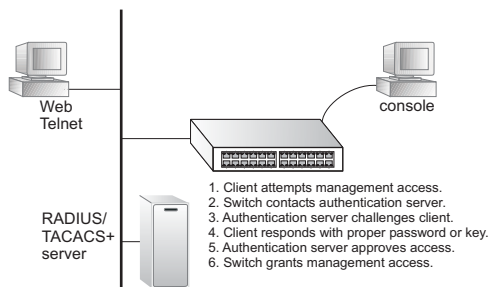 Web
Telnet
console
RADIUS/
TACACS+
server
1. Client attempts management access.
2. Switch contacts authentication server.
3. Authentication server challenges client.
4. Client responds with proper password or key.
5. Authentication server approves access.
6. Switch grants management access.